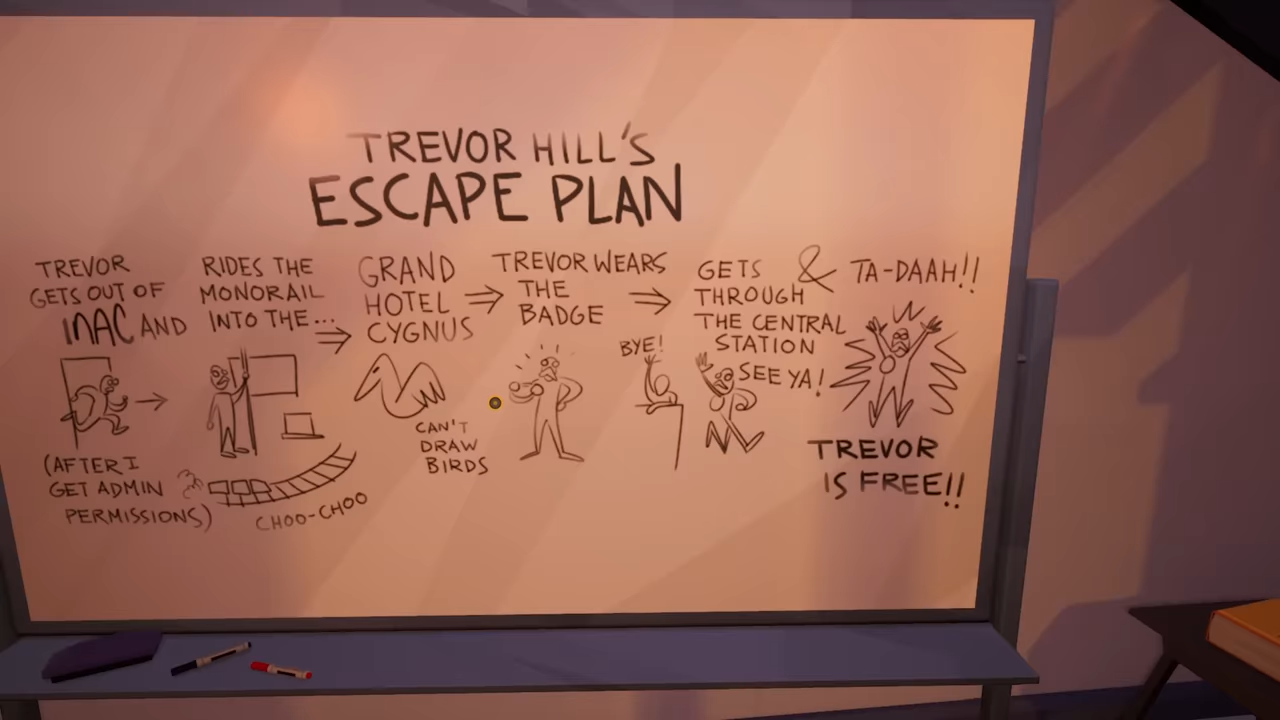 TREVOR HILL'S
ESCAPE PLAN
TREVOR
GETS OUT OF
INAC AND
(AFTER I
GET ADMIN
PERMISSIONS)
RIDES THE
MONORAIL
INTO THE...
CHOO-CHOO
GRAND
HOTEL
CYGNUS
CAN'T
DRAW
BIRDS
TREVOR WEARS
THE
BADGE
GETS
THROUGH
THE CENTRAL
STATION
BYE!
SEE YA!
& TA-DAAH!!
TREVOR
IS FREE!!